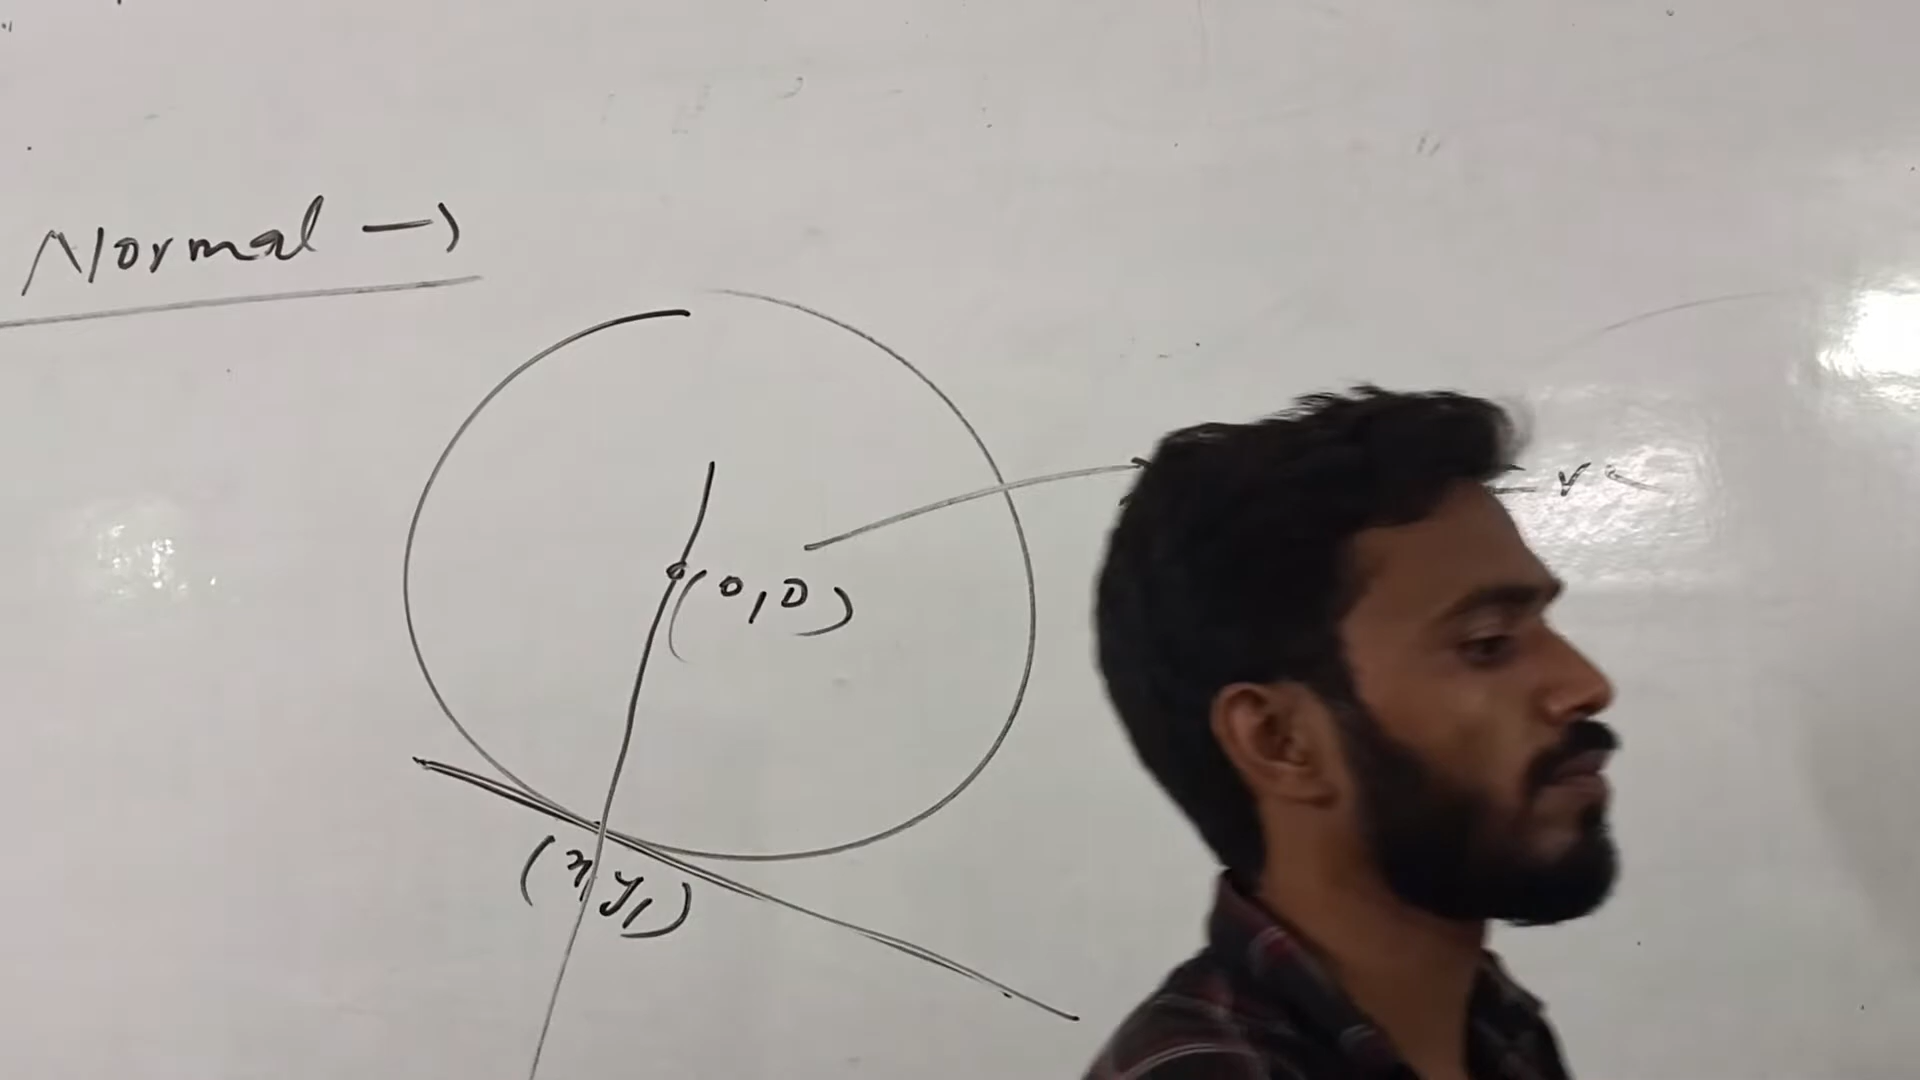 Normal →
(0,0)
(x₁ y₁)